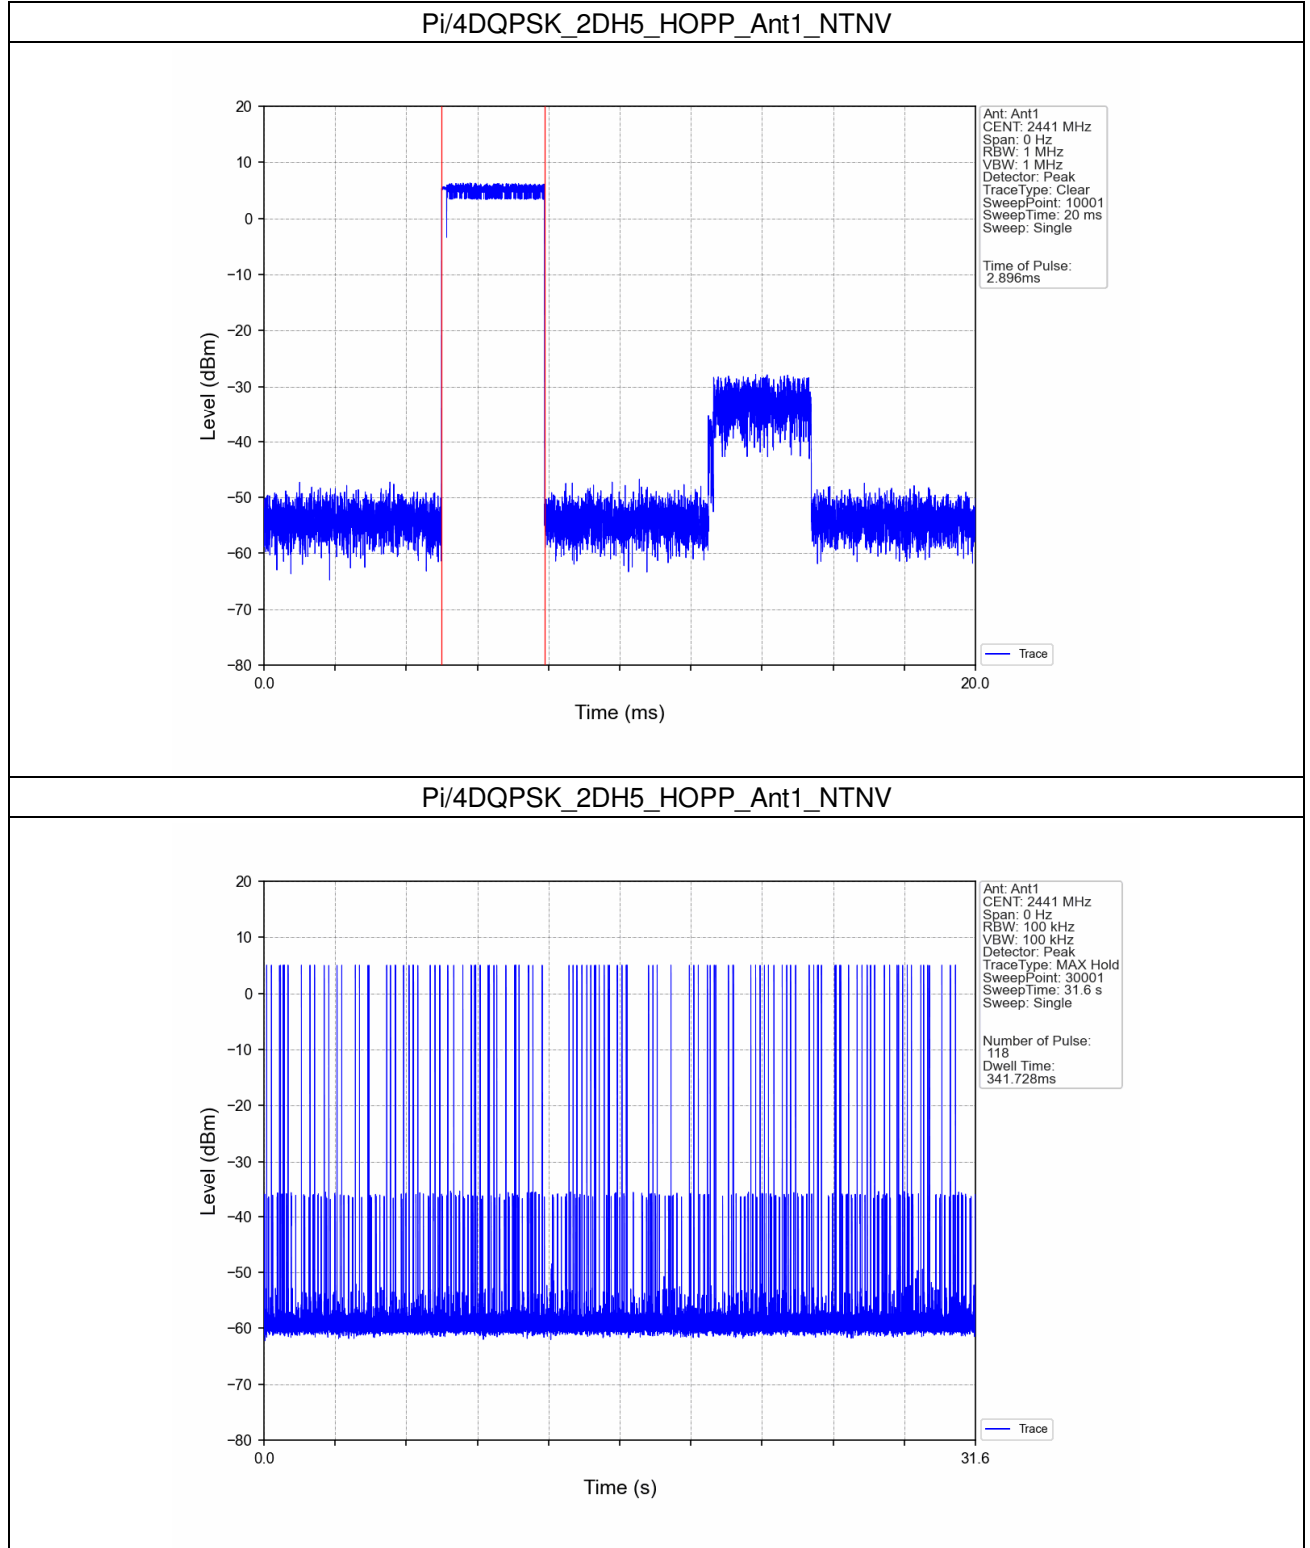 Pi/4DQPSK_2DH5_HOPP_Ant1_NTNV
20
10
0
−10
−20
−30
−40
−50
−60
−70
−80
Level (dBm)
0.0
20.0
Time (ms)
Ant: Ant1
CENT: 2441 MHz
Span: 0 Hz
RBW: 1 MHz
VBW: 1 MHz
Detector: Peak
TraceType: Clear
SweepPoint: 10001
SweepTime: 20 ms
Sweep: Single
Time of Pulse:
2.896ms
Trace
Pi/4DQPSK_2DH5_HOPP_Ant1_NTNV
20
10
0
−10
−20
−30
−40
−50
−60
−70
−80
Level (dBm)
0.0
31.6
Time (s)
Ant: Ant1
CENT: 2441 MHz
Span: 0 Hz
RBW: 100 kHz
VBW: 100 kHz
Detector: Peak
TraceType: MAX Hold
SweepPoint: 30001
SweepTime: 31.6 s
Sweep: Single
Number of Pulse:
118
Dwell Time:
341.728ms
Trace